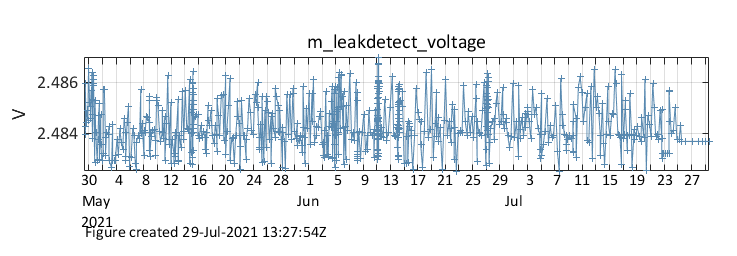 m_leakdetect_voltage
2.486
V
2.484
30 4 8 12 16 20 24 28 1 5 9 13 17 21 25 29 3 7 11 15 19 23 27
May Jun Jul
2021
Figure created 29-Jul-2021 13:27:54Z